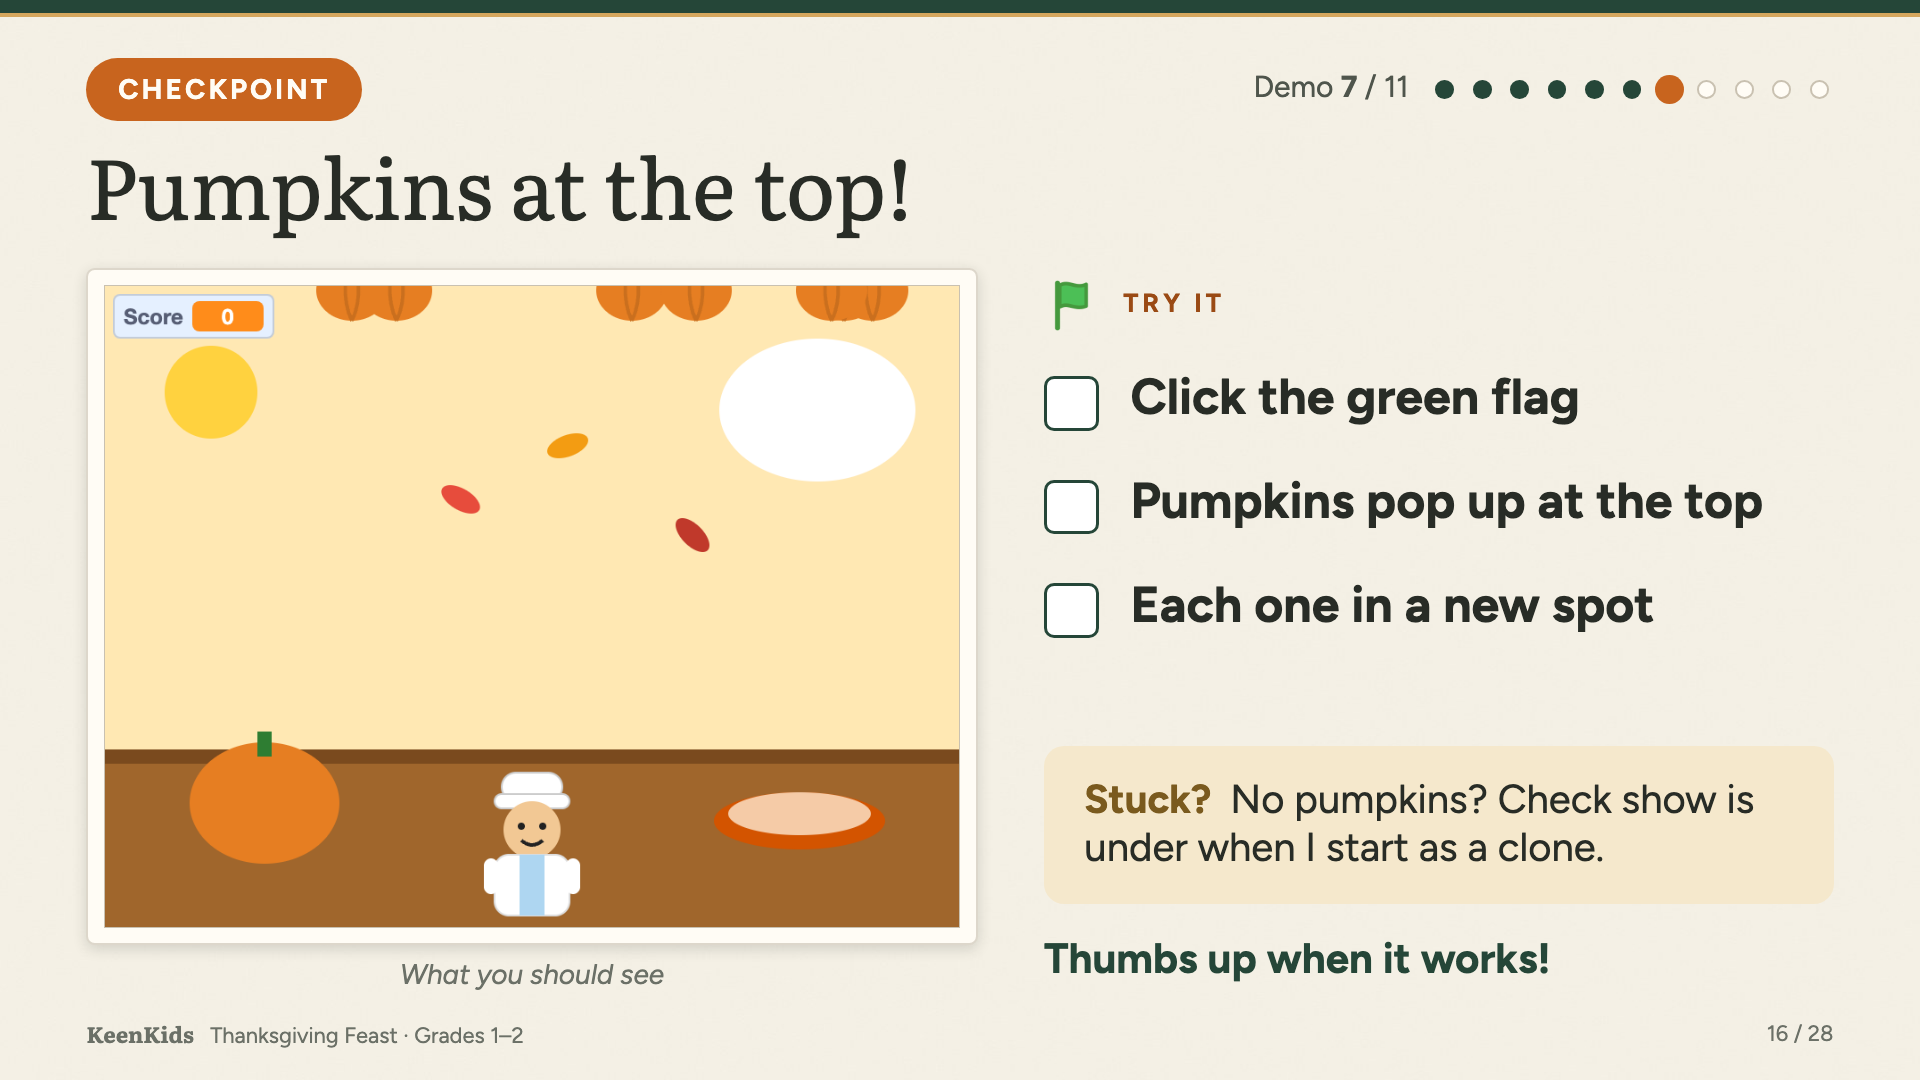 CHECKPOINT
Demo 7 / 11
Pumpkins at the top!
Score 0
TRY IT
Click the green flag
Pumpkins pop up at the top
Each one in a new spot
Stuck? No pumpkins? Check show is
under when I start as a clone.
Thumbs up when it works!
What you should see
KeenKids Thanksgiving Feast · Grades 1–2
16 / 28